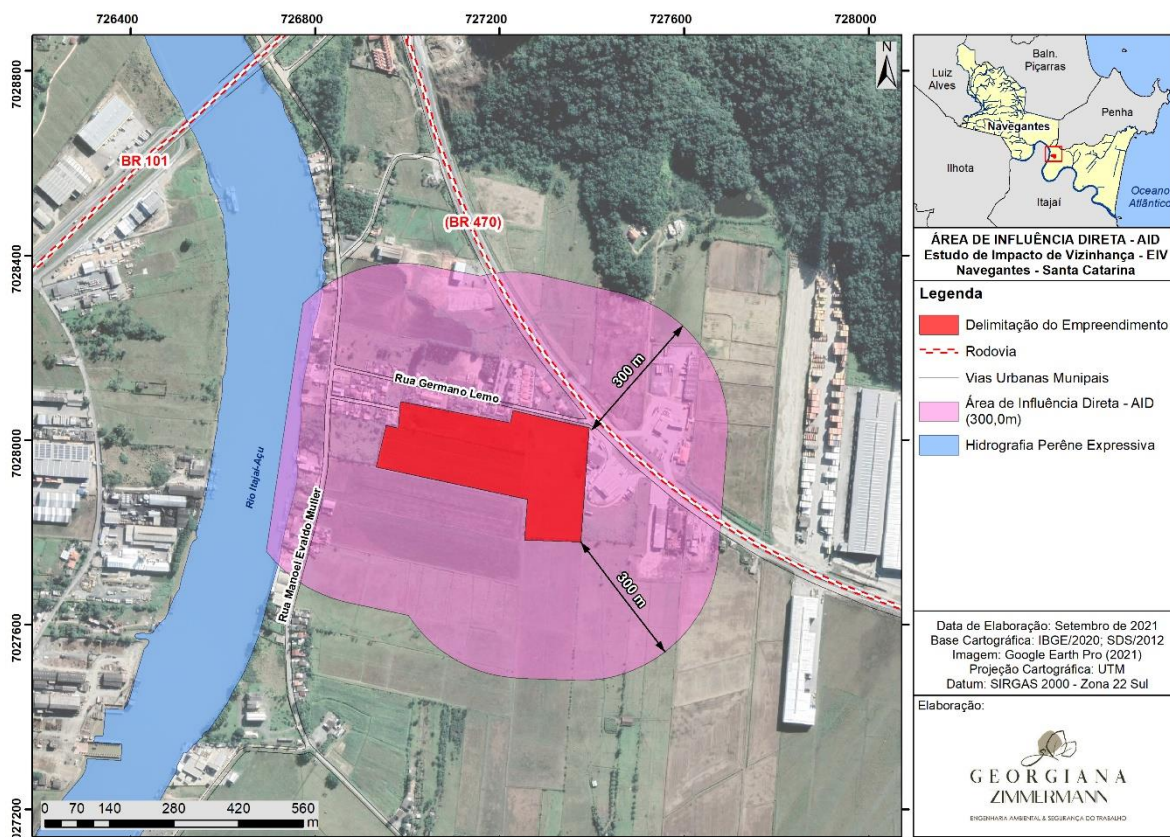 726400
726800
727200
727600
728000
7028800
7028400
7028000
7027600
7027200
N
BR 101
(BR 470)
300 m
Rua Germano Lemo
Rio Itajaí-Açu
Rua Manoel Evaldo Muller
300 m
0 70 140 280 420 560
m
Baln.
Piçarras
Luiz
Alves
Penha
Navegantes
Ilhota
Itajaí
Oceano
Atlântico
ÁREA DE INFLUÊNCIA DIRETA - AID
Estudo de Impacto de Vizinhança - EIV
Navegantes - Santa Catarina
Legenda
Delimitação do Empreendimento
Rodovia
Vias Urbanas Munipais
Área de Influência Direta - AID
(300,0m)
Hidrografia Perêne Expressiva
Data de Elaboração: Setembro de 2021
Base Cartográfica: IBGE/2020; SDS/2012
Imagem: Google Earth Pro (2021)
Projeção Cartográfica: UTM
Datum: SIRGAS 2000 - Zona 22 Sul
Elaboração:
GEORGIANA
ZIMMERMANN
ENGENHARIA AMBIENTAL & SEGURANÇA DO TRABALHO